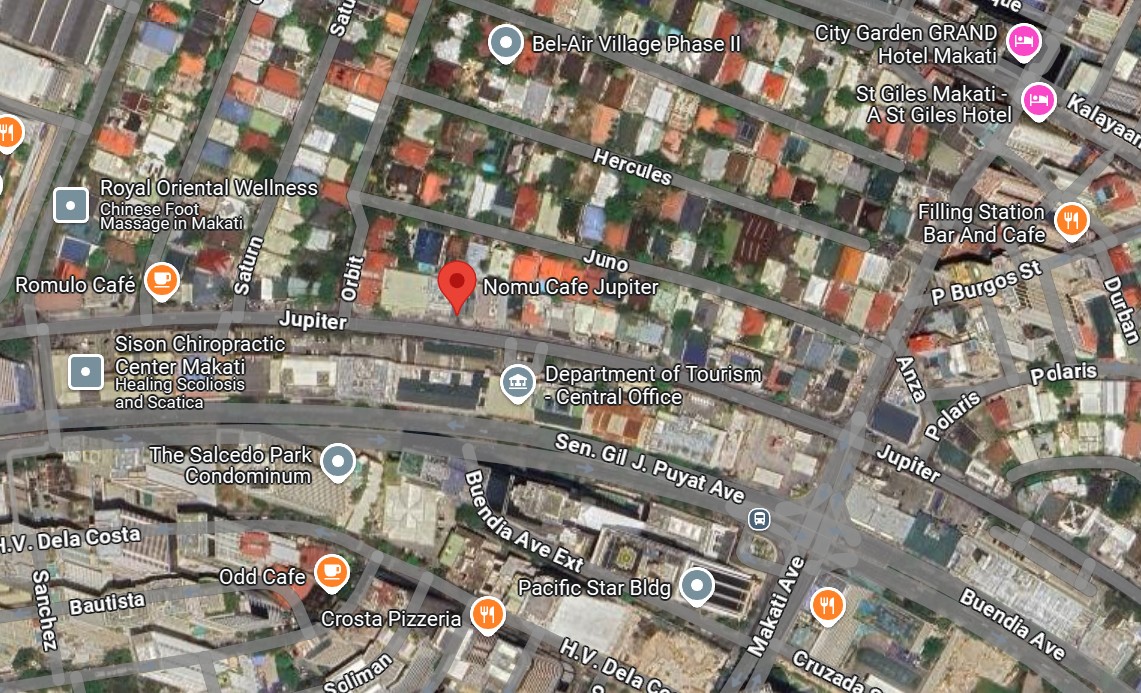 que
Satu
Bel-Air Village Phase II
City Garden GRAND
Hotel Makati
St Giles Makati -
A St Giles Hotel
Kalayaan
Hercules
Royal Oriental Wellness
Chinese Foot
Massage in Makati
Filling Station
Bar And Cafe
Saturn
Orbit
Juno
Romulo Café
Nomu Cafe Jupiter
P Burgos St
Durban
Jupiter
Sison Chiropractic
Center Makati
Healing Scoliosis
and Scatica
Department of Tourism
- Central Office
Anza
Polaris
Polaris
The Salcedo Park
Condominum
Sen. Gil J. Puyat Ave
Jupiter
Buendia Ave Ext
H.V. Dela Costa
Odd Cafe
Pacific Star Bldg
Makati Ave
Sanchez
Bautista
Crosta Pizzeria
Buendia Ave
H.V. Dela Co
Soliman
Cruzada S